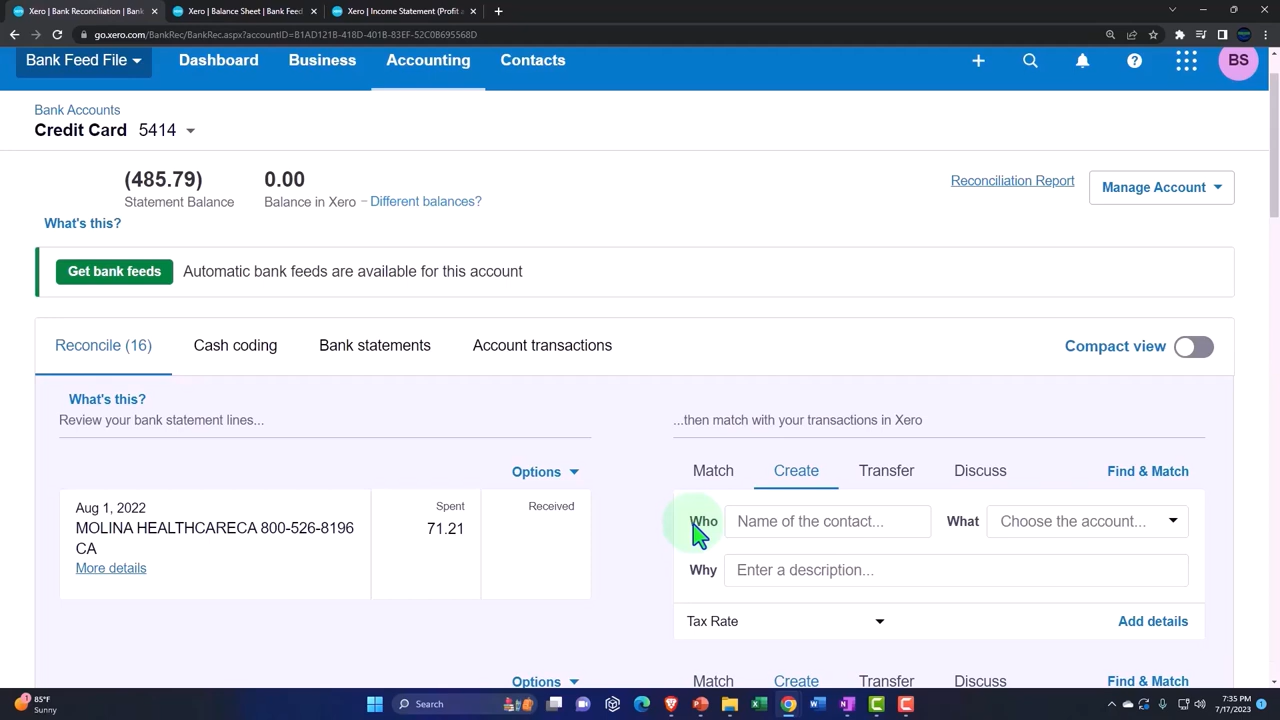 Xero | Reconciliation | Bank
Xero | Balance Sheet | Bank Feed F
Xero | Income Statement (Profit a
go.xero.com/BankRec/BankRec.aspx?accountID=B1AD121B-418D-401B-83EF-52C0B695568D
Bank Feed File Dashboard Business Accounting Contacts BS
Bank Accounts
Credit Card 5414
(485.79) 0.00
Statement Balance Balance in Xero – Different balances?
Reconciliation Report Manage Account
What's this?
Get bank feeds Automatic bank feeds are available for this account
Reconcile (16) Cash coding Bank statements Account transactions Compact view
What's this?
Review your bank statement lines... ...then match with your transactions in Xero
Options Match Create Transfer Discuss Find & Match
Aug 1, 2022 Spent Received
MOLINA HEALTHCARECA 800-526-8196 71.21
CA
More details
Who Name of the contact... What Choose the account...
Why Enter a description...
Tax Rate Add details
Options Match Create Transfer Discuss Find & Match
85°F
Sunny
Search
7:35 PM
7/17/2023